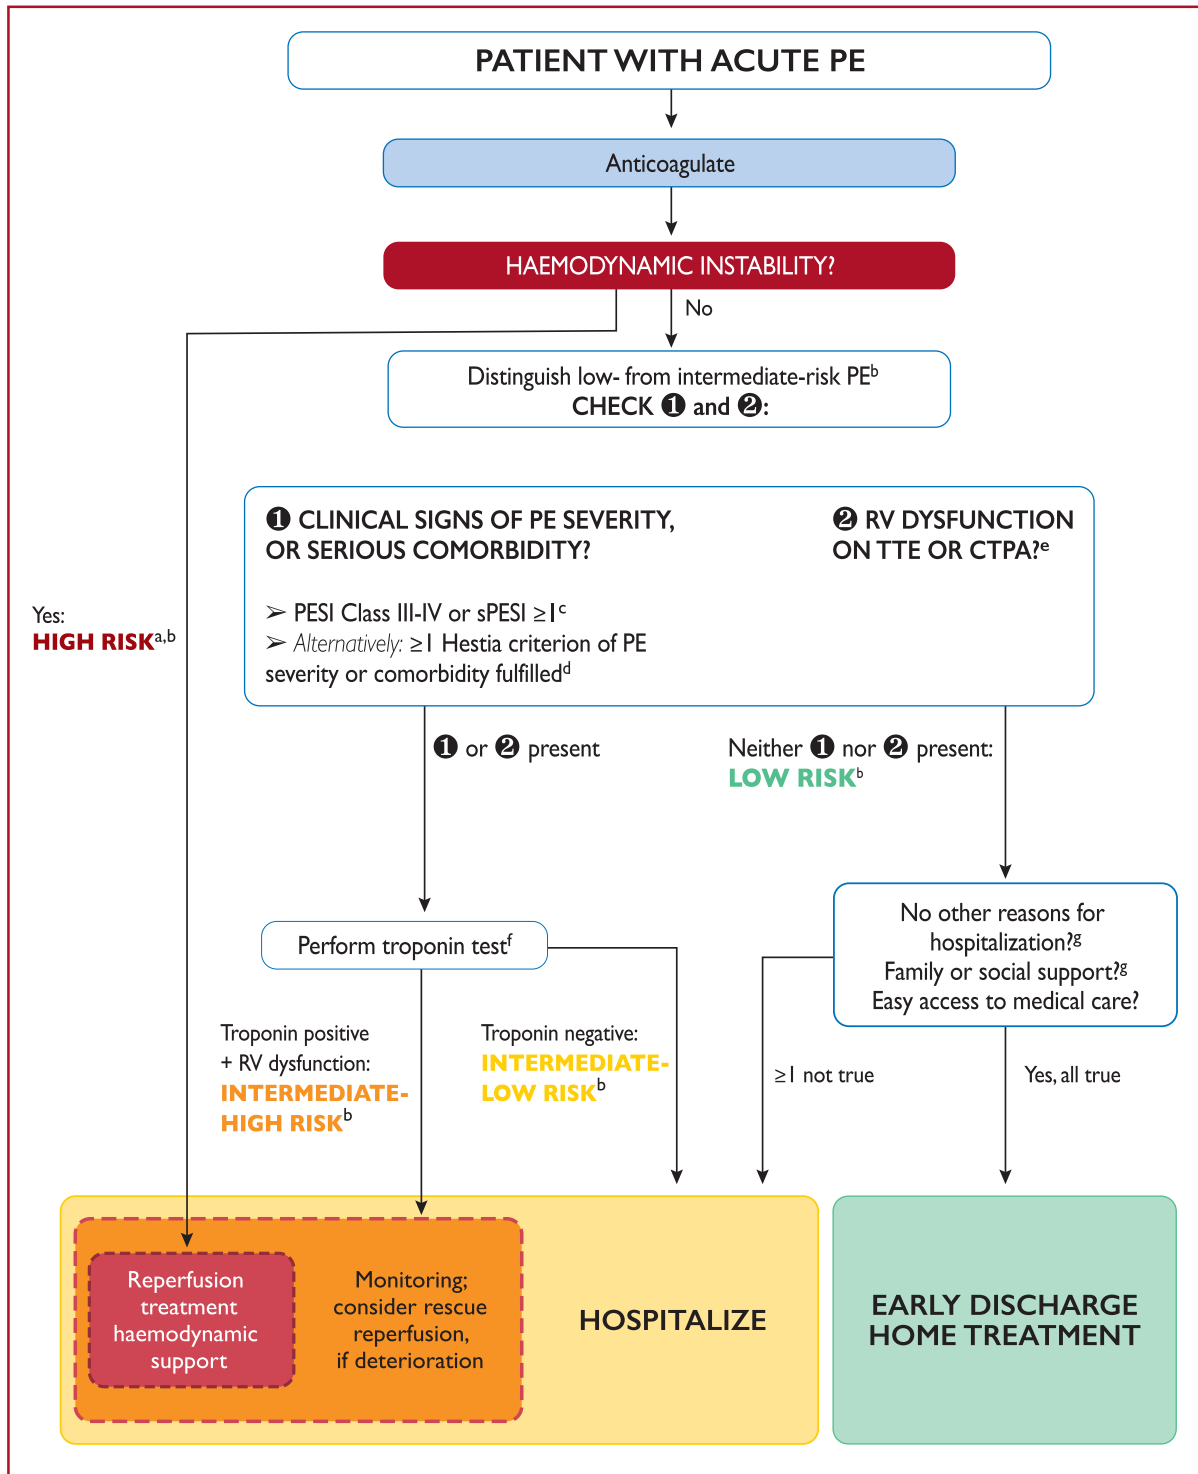 PATIENT WITH ACUTE PE
Anticoagulate
HAEMODYNAMIC INSTABILITY?
No
Distinguish low- from intermediate-risk PEᵇ
CHECK ❶ and ❷:
❶ CLINICAL SIGNS OF PE SEVERITY,
OR SERIOUS COMORBIDITY?
➢ PESI Class III-IV or sPESI ≥1ᶜ
➢ Alternatively: ≥1 Hestia criterion of PE
severity or comorbidity fulfilledᵈ
❷ RV DYSFUNCTION
ON TTE OR CTPA?ᵉ
Yes:
HIGH RISKᵃ,ᵇ
❶ or ❷ present
Neither ❶ nor ❷ present:
LOW RISKᵇ
Perform troponin testᶠ
No other reasons for
hospitalization?ᵍ
Family or social support?ᵍ
Easy access to medical care?
Troponin positive
+ RV dysfunction:
INTERMEDIATE-
HIGH RISKᵇ
Troponin negative:
INTERMEDIATE-
LOW RISKᵇ
≥1 not true
Yes, all true
Reperfusion
treatment
haemodynamic
support
Monitoring;
consider rescue
reperfusion,
if deterioration
HOSPITALIZE
EARLY DISCHARGE
HOME TREATMENT